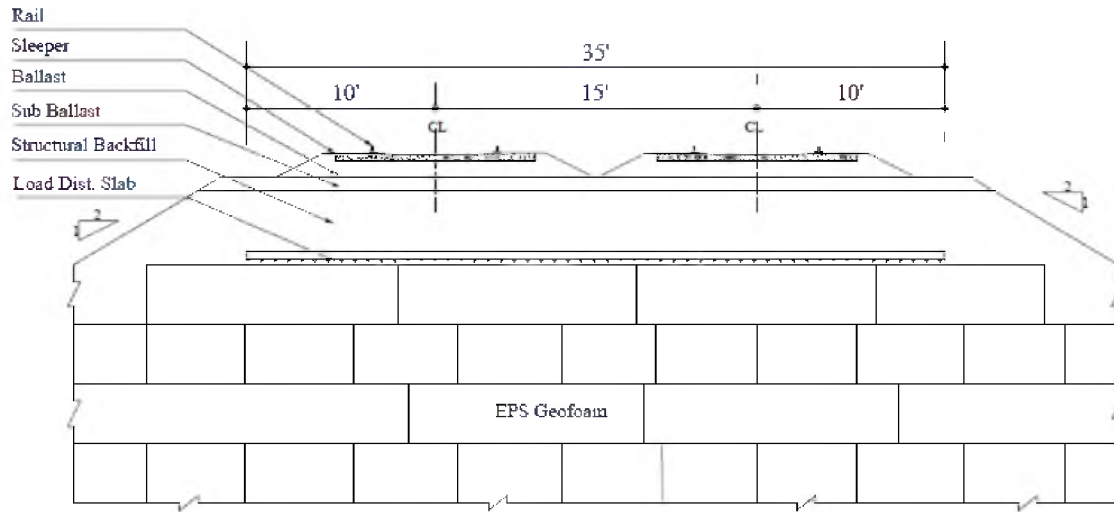 Rail
Sleeper
Ballast
Sub Ballast
Structural Backfill
Load Dist. Slab
35'
10'
15'
10'
CL
CL
2
1
2
1
EPS Geofoam